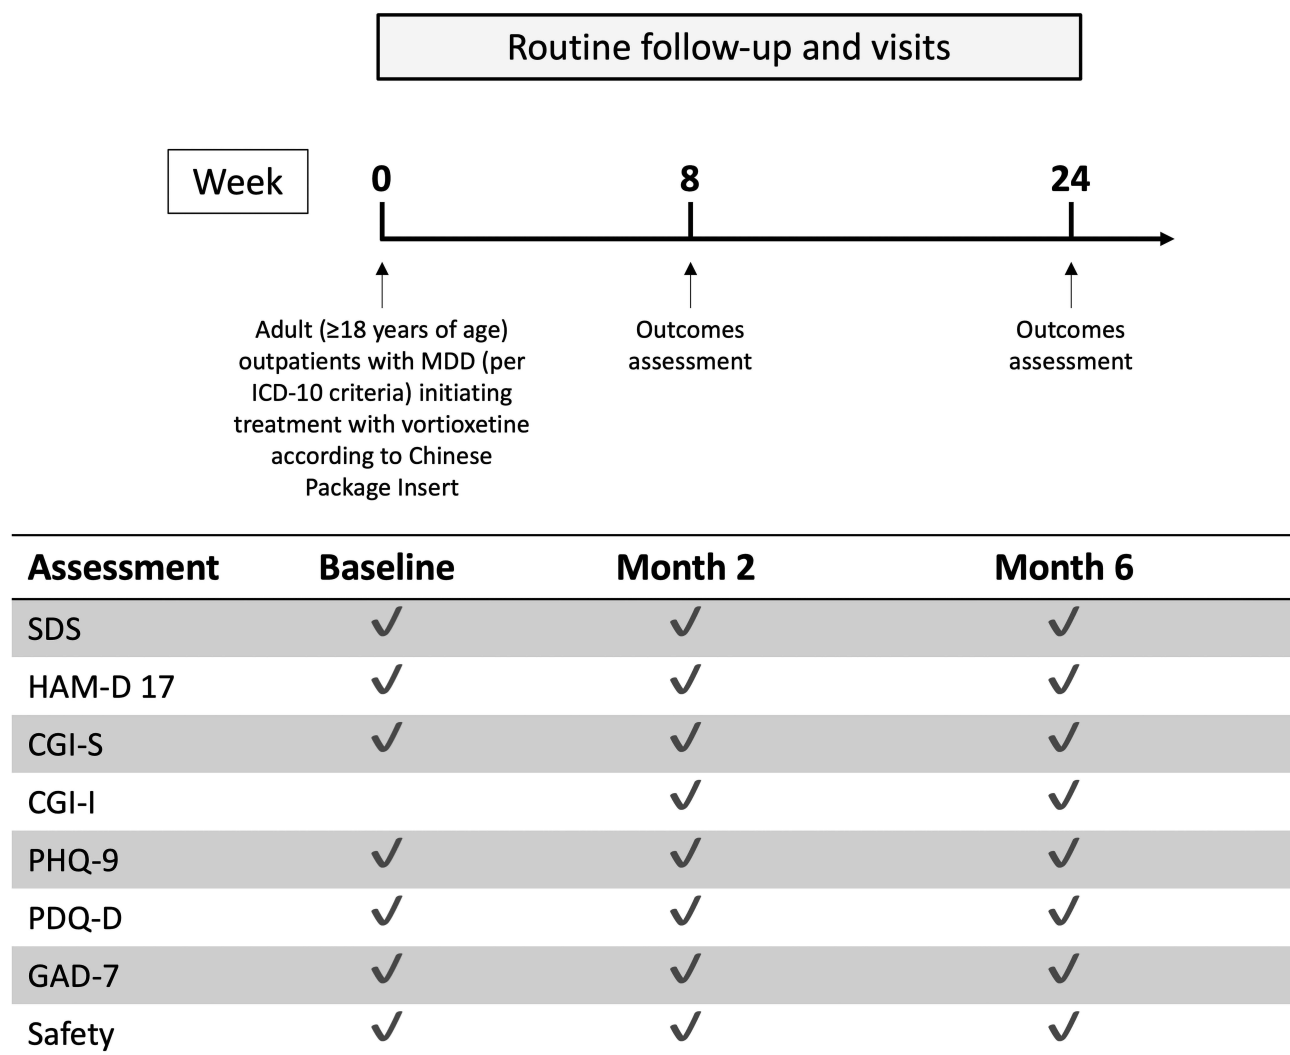 Routine follow-up and visits
Week 0 8 24
Adult (≥18 years of age)
outpatients with MDD (per
ICD-10 criteria) initiating
treatment with vortioxetine
according to Chinese
Package Insert
Outcomes
assessment
Outcomes
assessment
Assessment Baseline Month 2 Month 6
SDS ✓ ✓ ✓
HAM-D 17 ✓ ✓ ✓
CGI-S ✓ ✓ ✓
CGI-I ✓ ✓
PHQ-9 ✓ ✓ ✓
PDQ-D ✓ ✓ ✓
GAD-7 ✓ ✓ ✓
Safety ✓ ✓ ✓